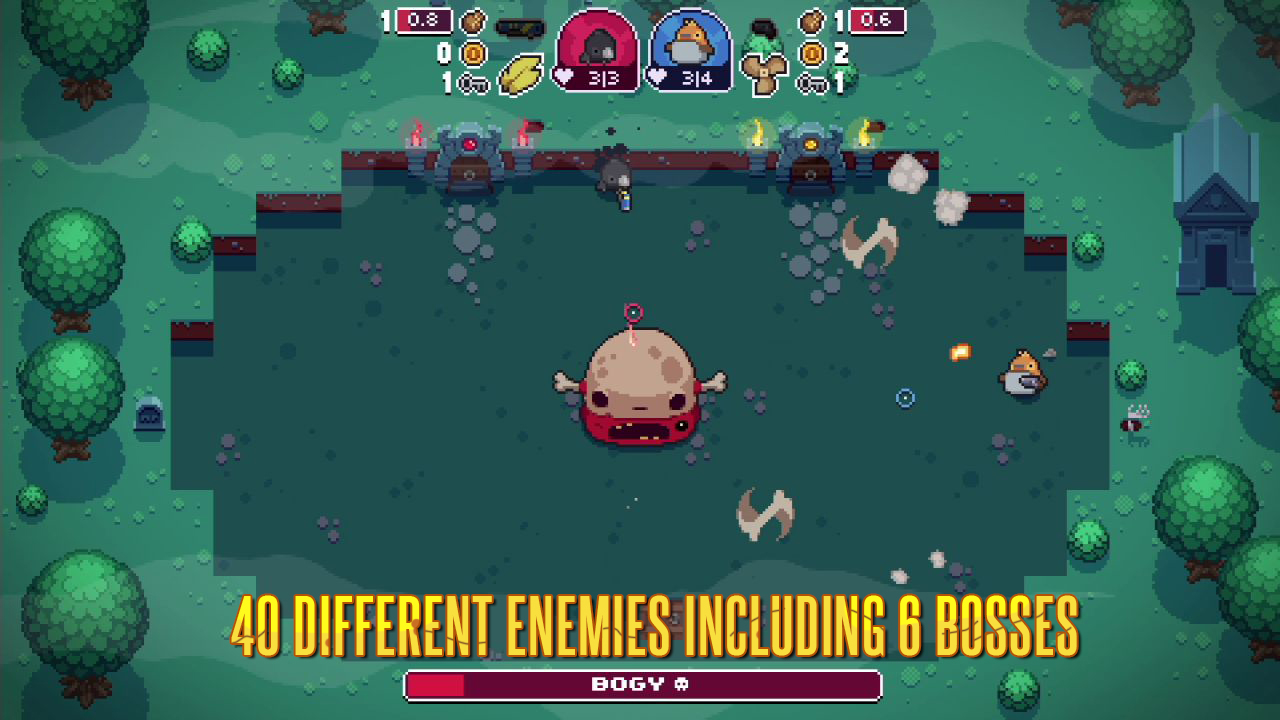 1 0.8 1 0.6
0 2
1 3|3 3|4 1
40 DIFFERENT ENEMIES INCLUDING 6 BOSSES
BOGY